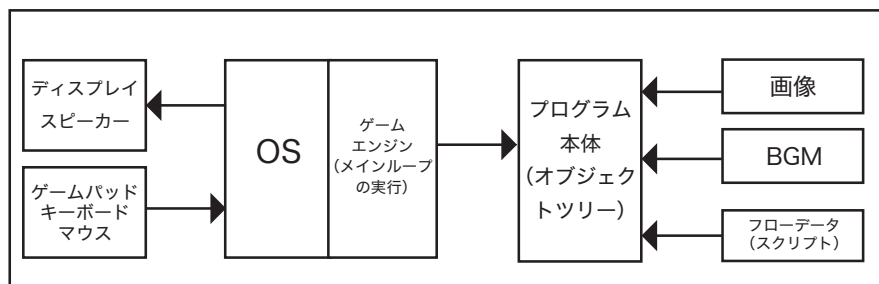 ディスプレイ
スピーカー
ゲームパッド
キーボード
マウス
OS
ゲーム
エンジン
(メインループ
の実行)
プログラム
本体
(オブジェク
トツリー)
画像
BGM
フローデータ
(スクリプト)